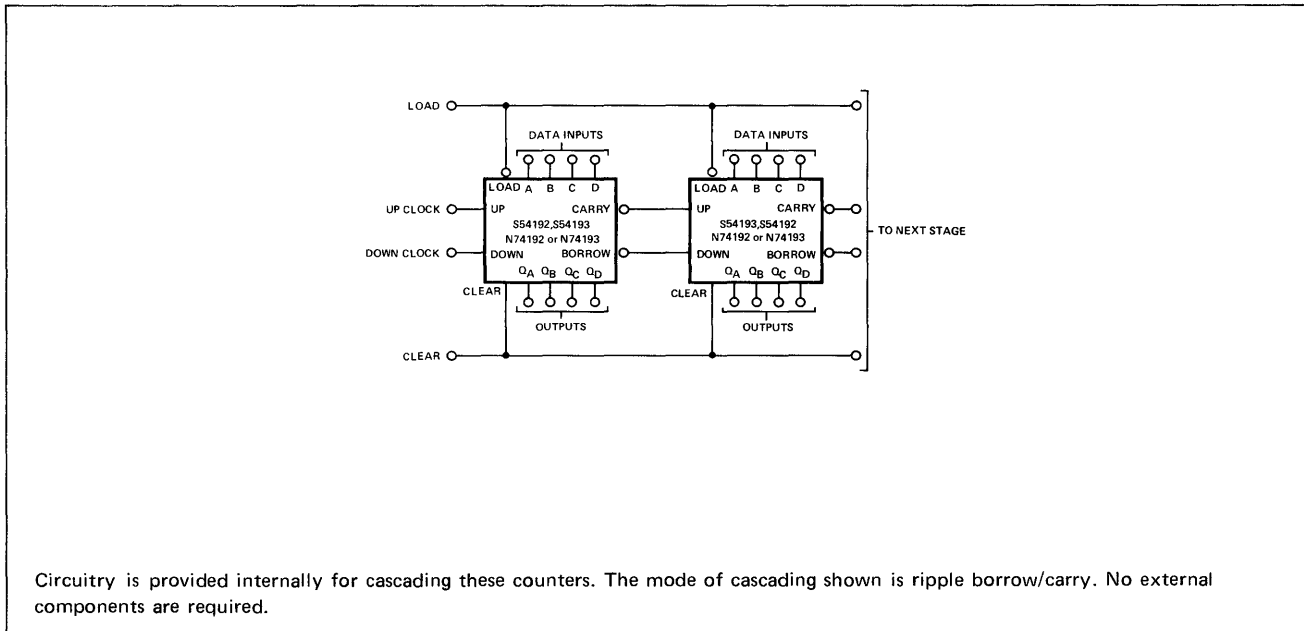 LOAD
DATA INPUTS
DATA INPUTS
LOAD A B C D
LOAD A B C D
UP CLOCK
UP
CARRY
UP
CARRY
S54192,S54193
N74192 or N74193
S54193,S54192
N74192 or N74193
TO NEXT STAGE
DOWN CLOCK
DOWN
BORROW
DOWN
BORROW
QA QB QC QD
QA QB QC QD
CLEAR
CLEAR
OUTPUTS
OUTPUTS
CLEAR
Circuitry is provided internally for cascading these counters. The mode of cascading shown is ripple borrow/carry. No external
components are required.